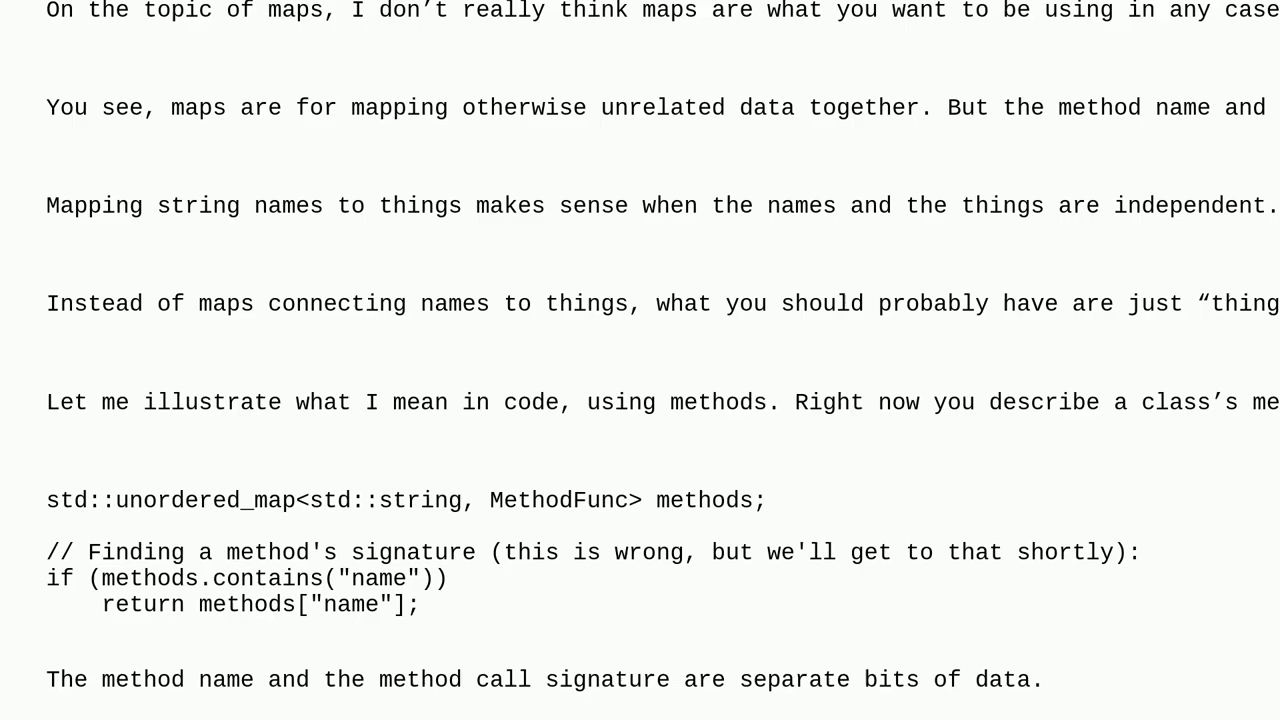 On the topic of maps, I don’t really think maps are what you want to be using in any case
You see, maps are for mapping otherwise unrelated data together. But the method name and
Mapping string names to things makes sense when the names and the things are independent.
Instead of maps connecting names to things, what you should probably have are just “thing
Let me illustrate what I mean in code, using methods. Right now you describe a class’s me
std::unordered_map<std::string, MethodFunc> methods;
// Finding a method's signature (this is wrong, but we'll get to that shortly):
if (methods.contains("name"))
    return methods["name"];
The method name and the method call signature are separate bits of data.